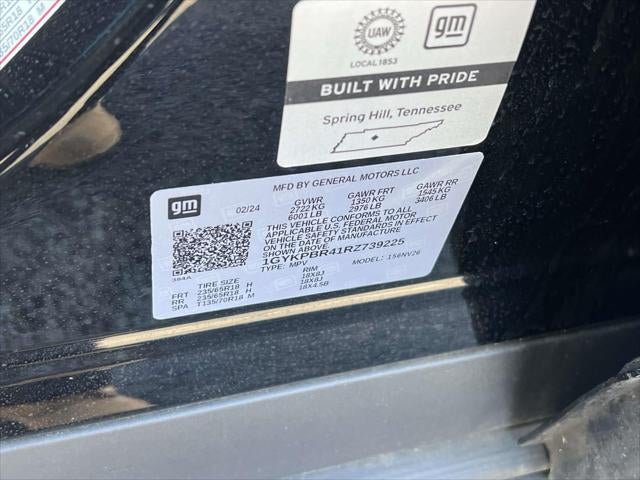 5R18 M
/70R18 M
UAW
gm
LOCAL 1853
BUILT WITH PRIDE
Spring Hill, Tennessee
gm
MFD BY GENERAL MOTORS LLC
02/24 GVWR GAWR FRT GAWR RR
2722 KG 1350 KG 1545 KG
6001 LB 2976 LB 3406 LB
THIS VEHICLE CONFORMS TO ALL
APPLICABLE U.S. FEDERAL MOTOR
VEHICLE SAFETY STANDARDS IN EFFECT
ON THE DATE OF MANUFACTURE
SHOWN ABOVE.
1GYKPBR41RZ739225
384A TYPE: MPV MODEL: 156NV26
TIRE SIZE RIM
FRT 235/65R18 H 18X8J
RR 235/65R18 H 18X8J
SPA T135/70R18 M 18X4.5B